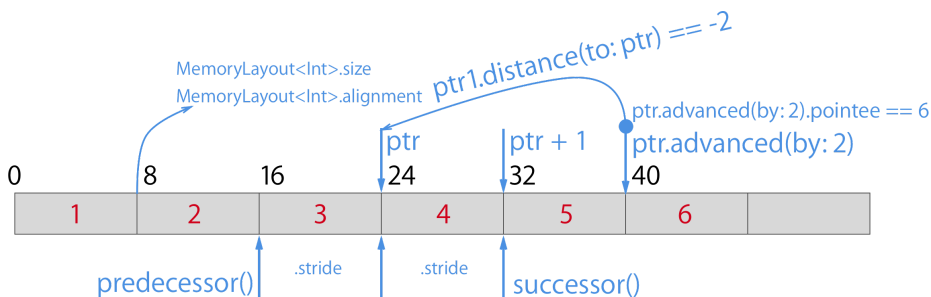 ptr1.distance(to: ptr) == -2
MemoryLayout<Int>.size
MemoryLayout<Int>.alignment
ptr.advanced(by: 2).pointee == 6
ptr
ptr + 1
ptr.advanced(by: 2)
0 8 16 24 32 40
1 2 3 4 5 6
.stride .stride
predecessor() successor()